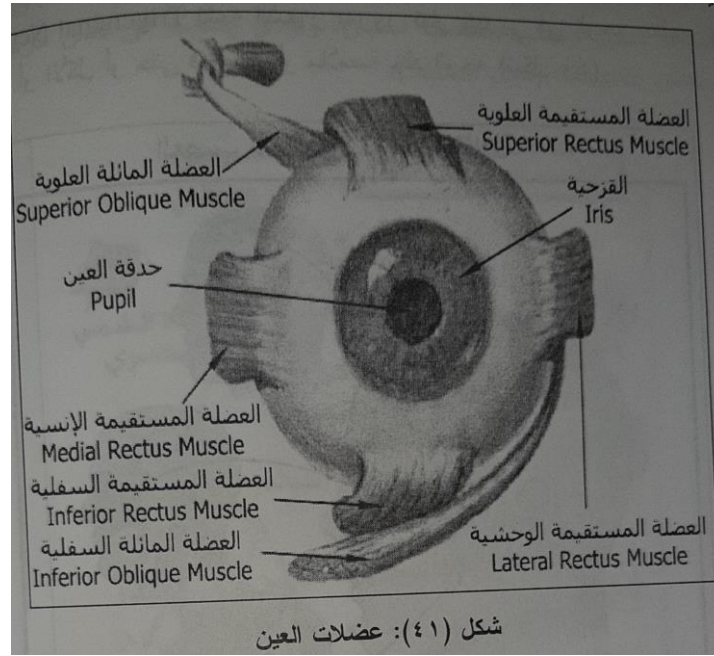 العضلة المستقيمة العلوية
Superior Rectus Muscle
العضلة المائلة العلوية
Superior Oblique Muscle
القزحية
Iris
حدقة العين
Pupil
العضلة المستقيمة الإنسية
Medial Rectus Muscle
العضلة المستقيمة السفلية
Inferior Rectus Muscle
العضلة المائلة السفلية
Inferior Oblique Muscle
العضلة المستقيمة الوحشية
Lateral Rectus Muscle
شكل (٤١): عضلات العين